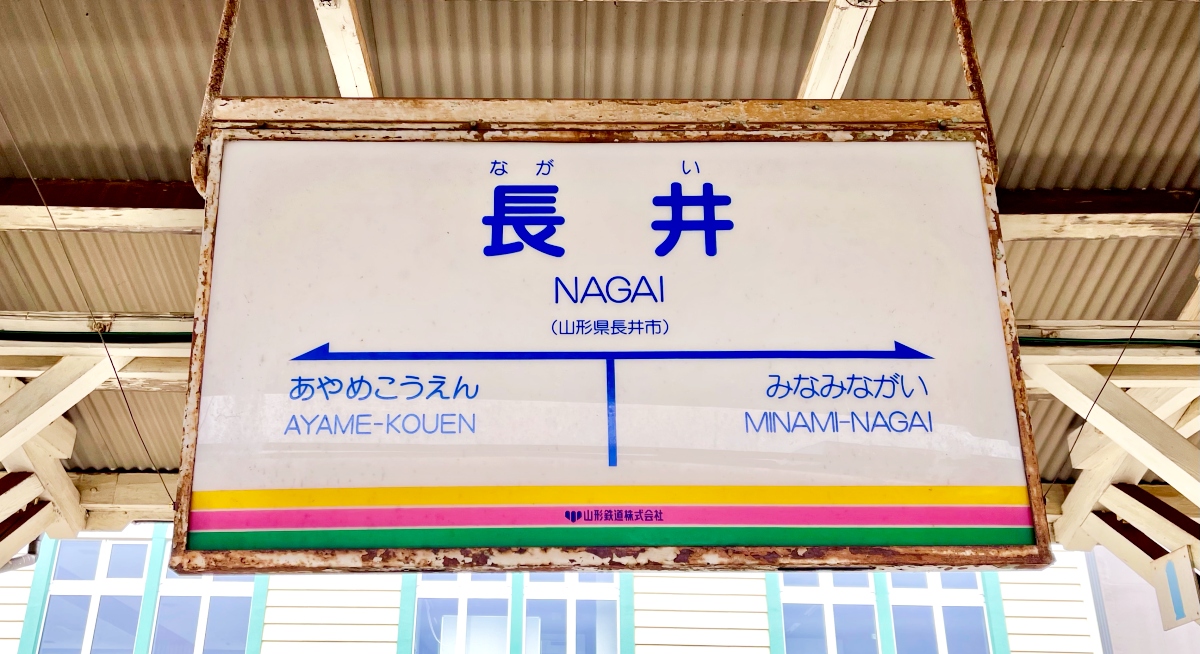 ながい
長井
NAGAI
(山形県長井市)
あやめこうえん
AYAME-KOUEN
みなみながい
MINAMI-NAGAI
山形鉄道株式会社